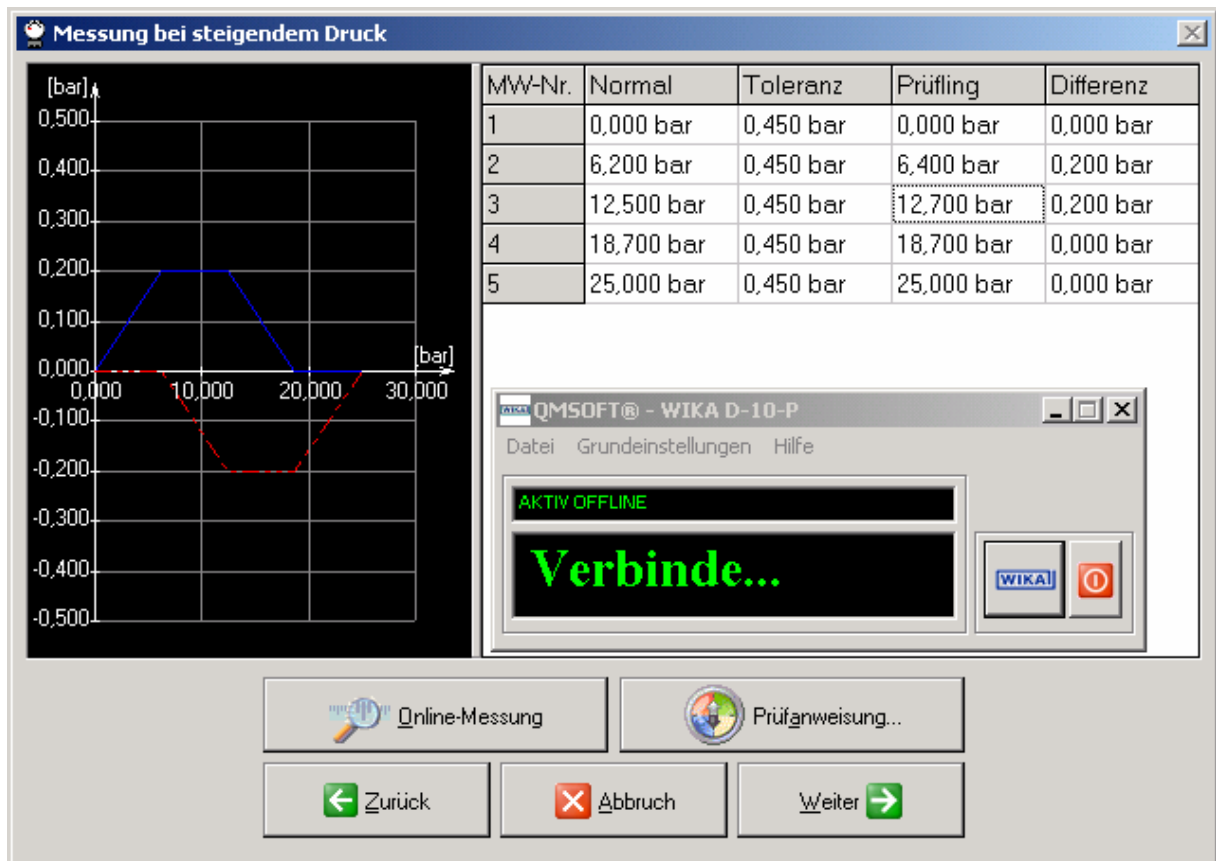 Messung bei steigendem Druck
[bar]
0,500
0,400
0,300
0,200
0,100
0,000
-0,100
-0,200
-0,300
-0,400
-0,500
[bar]
0,000 10,000 20,000 30,000
MW-Nr. Normal Toleranz Prüfling Differenz
1 0,000 bar 0,450 bar 0,000 bar 0,000 bar
2 6,200 bar 0,450 bar 6,400 bar 0,200 bar
3 12,500 bar 0,450 bar 12,700 bar 0,200 bar
4 18,700 bar 0,450 bar 18,700 bar 0,000 bar
5 25,000 bar 0,450 bar 25,000 bar 0,000 bar
WIKA QMSOFT® - WIKA D-10-P
Datei Grundeinstellungen Hilfe
AKTIV OFFLINE
Verbinde...
WIKA
Online-Messung
Prüfanweisung...
Zurück
Abbruch
Weiter